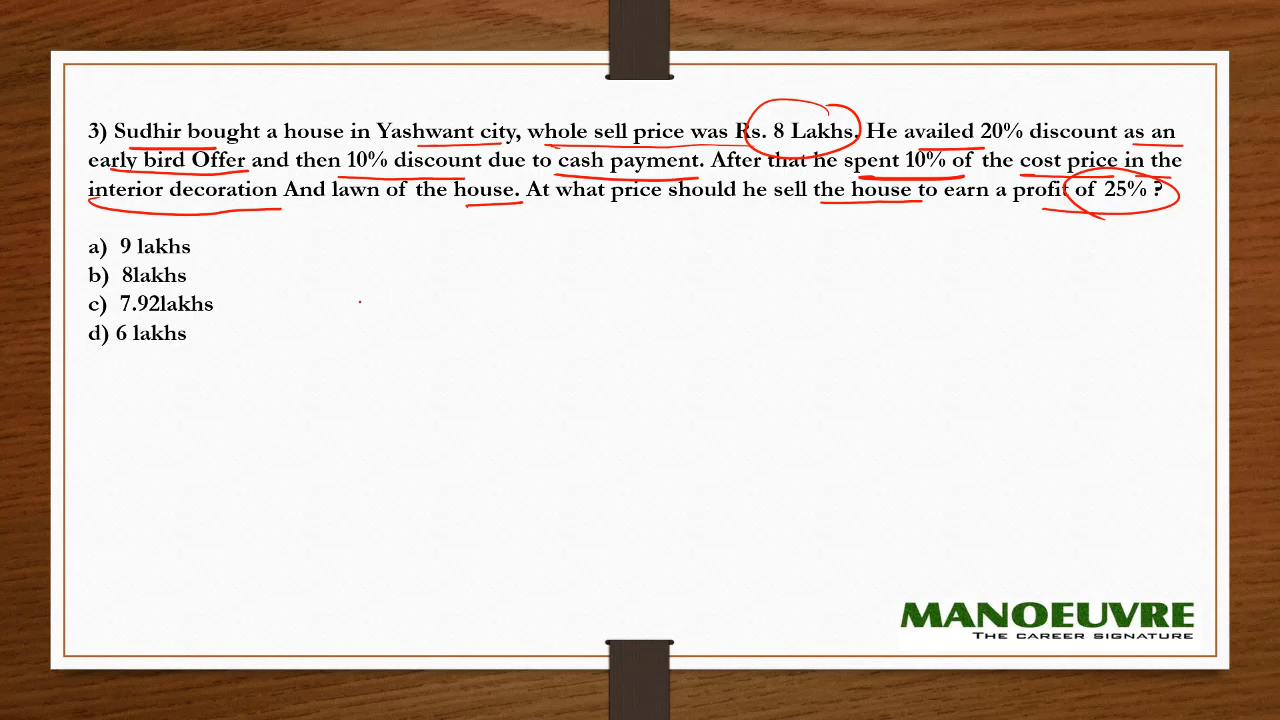 3) Sudhir bought a house in Yashwant city, whole sell price was Rs. 8 Lakhs. He availed 20% discount as an
early bird Offer and then 10% discount due to cash payment. After that he spent 10% of the cost price in the
interior decoration And lawn of the house. At what price should he sell the house to earn a profit of 25% ?
a) 9 lakhs
b) 8lakhs
c) 7.92lakhs
d) 6 lakhs
MANOEUVRE
THE CAREER SIGNATURE